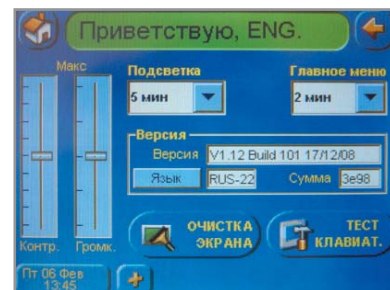 Приветствую, ENG.
Макс
Подсветка
Главное меню
5 мин
2 мин
Версия
Версия V1.12 Build 101 17/12/08
Язык RUS-22 Сумма 3e98
Контр. Громк.
ОЧИСТКА
ЭКРАНА
ТЕСТ
КЛАВИАТ.
Пт 06 Фев
13:45